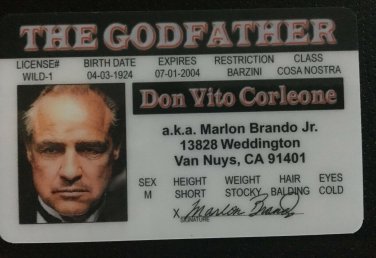 THE GODFATHER
LICENSE# BIRTH DATE EXPIRES RESTRICTION CLASS
WILD-1 04-03-1924 07-01-2004 BARZINI COSA NOSTRA
Don Vito Corleone
a.k.a. Marlon Brando Jr.
13828 Weddington
Van Nuys, CA 91401
SEX HEIGHT WEIGHT HAIR EYES
M SHORT STOCKY BALDING COLD
X Marlon Brando
SIGNATURE